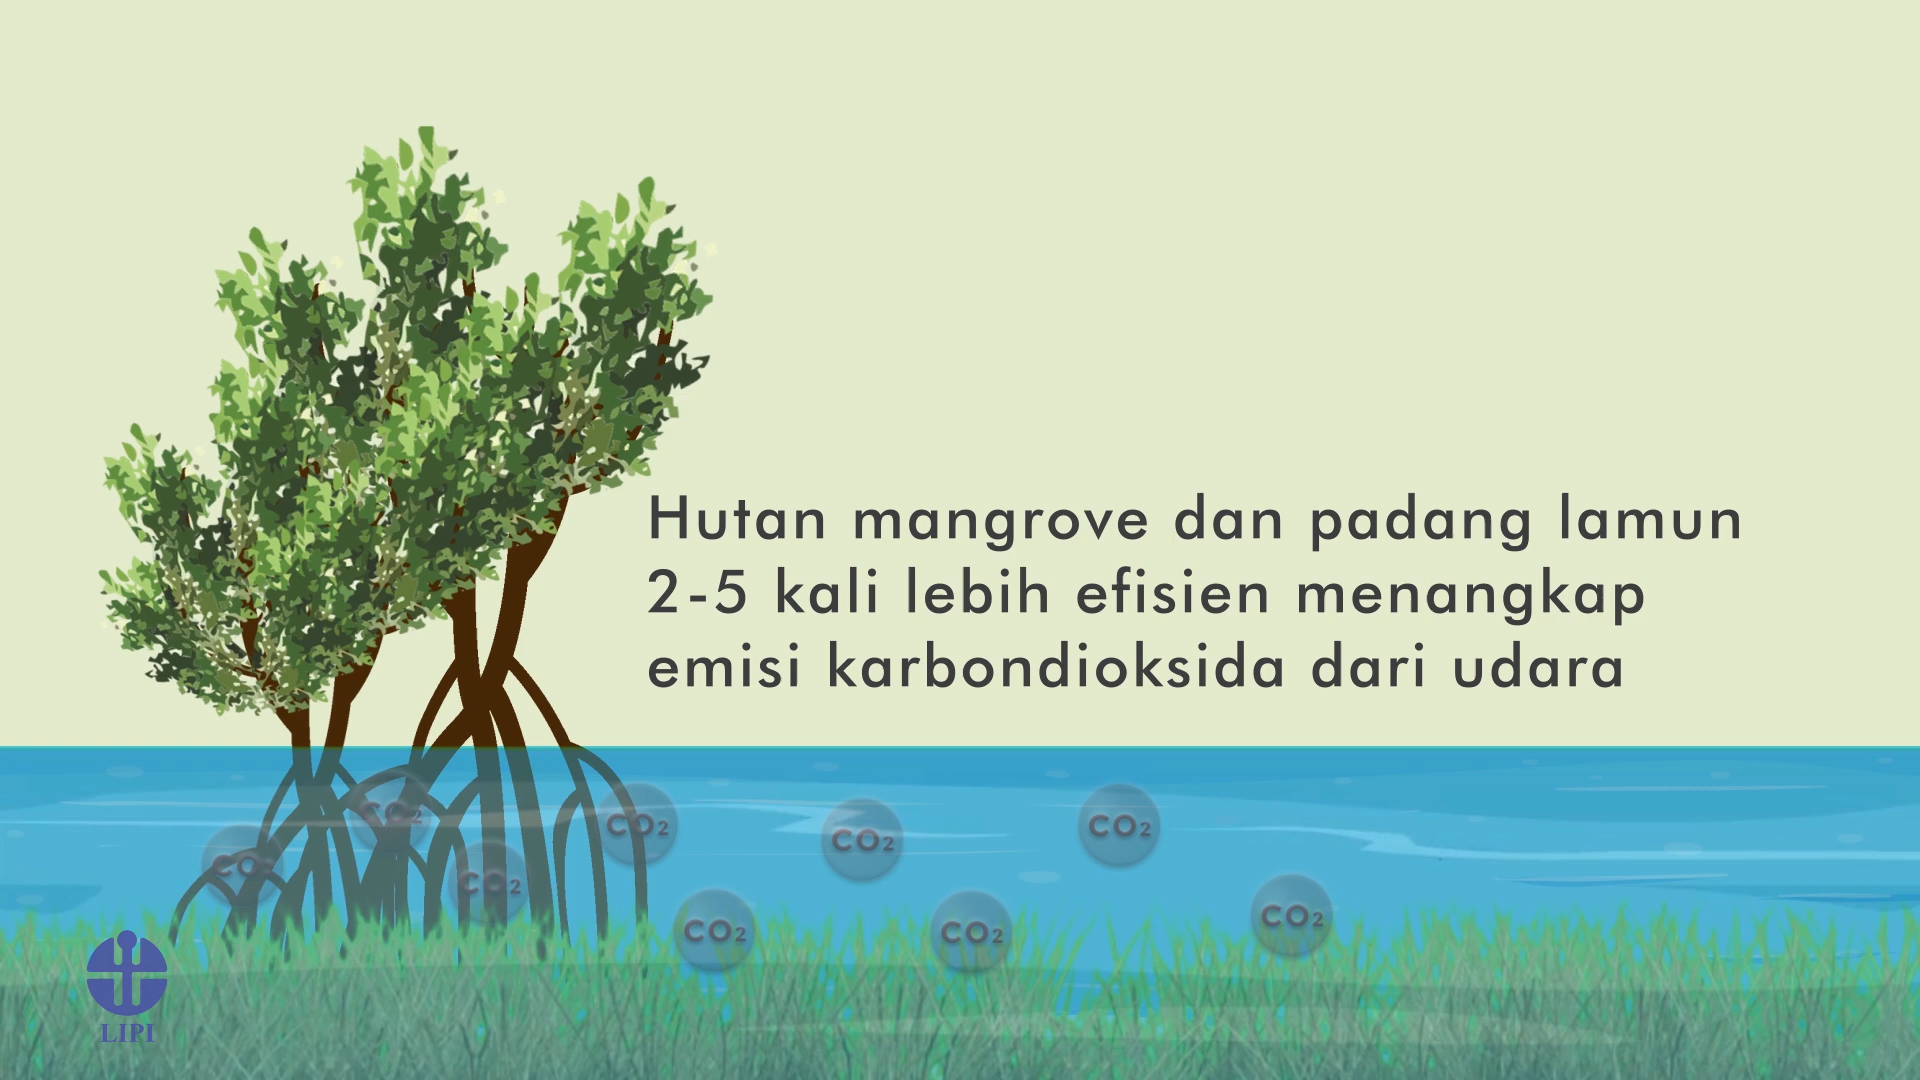 Hutan mangrove dan padang lamun
2-5 kali lebih efisien menangkap
emisi karbondioksida dari udara
CO2
CO2
CO2
CO2
CO2
CO2
CO2
CO2
CO2
LIPI